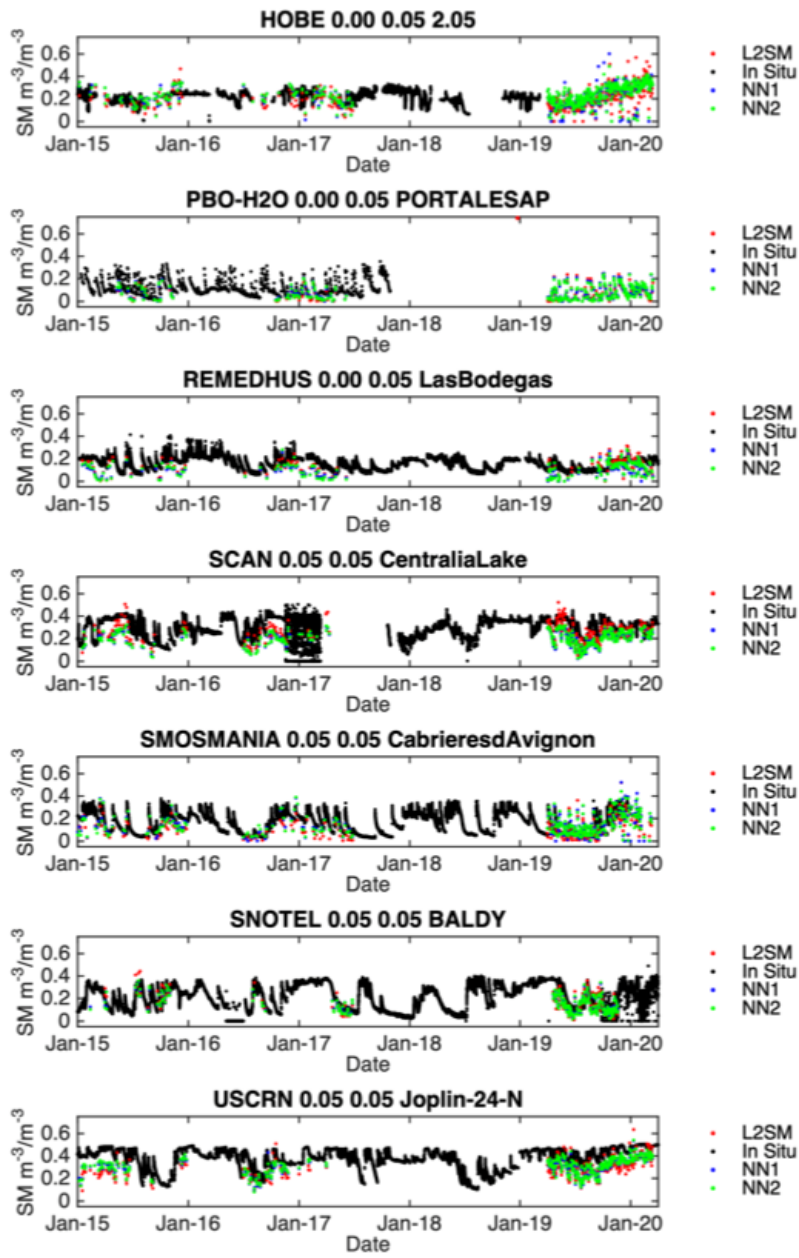 HOBE 0.00 0.05 2.05
SM m⁻³/m⁻³
0.6
0.4
0.2
0
Jan-15 Jan-16 Jan-17 Jan-18 Jan-19 Jan-20
Date
L2SM
In Situ
NN1
NN2
PBO-H2O 0.00 0.05 PORTALESAP
SM m⁻³/m⁻³
0.6
0.4
0.2
0
Jan-15 Jan-16 Jan-17 Jan-18 Jan-19 Jan-20
Date
L2SM
In Situ
NN1
NN2
REMEDHUS 0.00 0.05 LasBodegas
SM m⁻³/m⁻³
0.6
0.4
0.2
0
Jan-15 Jan-16 Jan-17 Jan-18 Jan-19 Jan-20
Date
L2SM
In Situ
NN1
NN2
SCAN 0.05 0.05 CentraliaLake
SM m⁻³/m⁻³
0.6
0.4
0.2
0
Jan-15 Jan-16 Jan-17 Jan-18 Jan-19 Jan-20
Date
L2SM
In Situ
NN1
NN2
SMOSMANIA 0.05 0.05 CabrieresdAvignon
SM m⁻³/m⁻³
0.6
0.4
0.2
0
Jan-15 Jan-16 Jan-17 Jan-18 Jan-19 Jan-20
Date
L2SM
In Situ
NN1
NN2
SNOTEL 0.05 0.05 BALDY
SM m⁻³/m⁻³
0.6
0.4
0.2
0
Jan-15 Jan-16 Jan-17 Jan-18 Jan-19 Jan-20
Date
L2SM
In Situ
NN1
NN2
USCRN 0.05 0.05 Joplin-24-N
SM m⁻³/m⁻³
0.6
0.4
0.2
0
Jan-15 Jan-16 Jan-17 Jan-18 Jan-19 Jan-20
Date
L2SM
In Situ
NN1
NN2